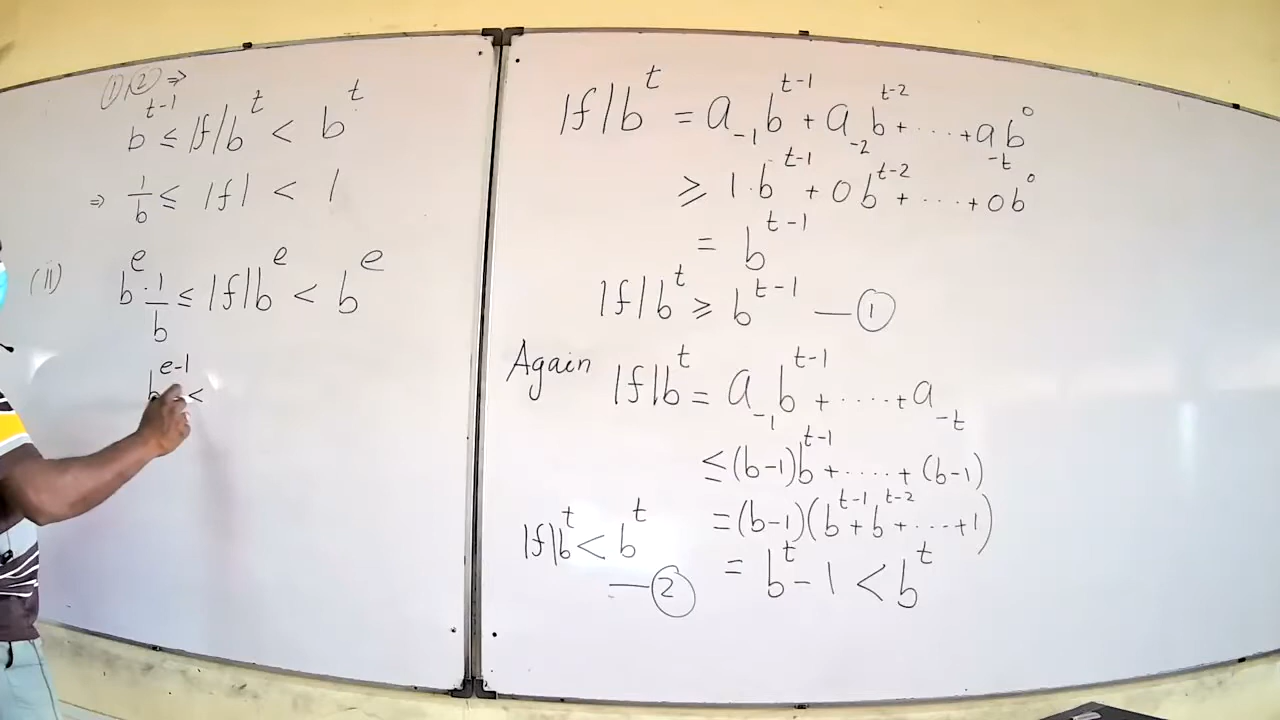 ①,② ⇒
b^{t-1} ≤ |f|b^t < b^t
⇒ 1/b ≤ |f| < 1
(ii) b^e · 1/b ≤ |f|b^e < b^e
b^{e-1} <
|f|b^t = a_{-1}b^{t-1} + a_{-2}b^{t-2} + ····· + a_{-t}b^0
≥ 1·b^{t-1} + 0b^{t-2} + ···· + 0b^0
= b^{t-1}
|f|b^t ≥ b^{t-1} — ①
Again |f|b^t = a_{-1}b^{t-1} + ····· + a_{-t}
≤ (b-1)b^{t-1} + ····· + (b-1)
= (b-1)(b^{t-1} + b^{t-2} + ····· + 1)
= b^t - 1 < b^t
|f|b^t < b^t
— ②